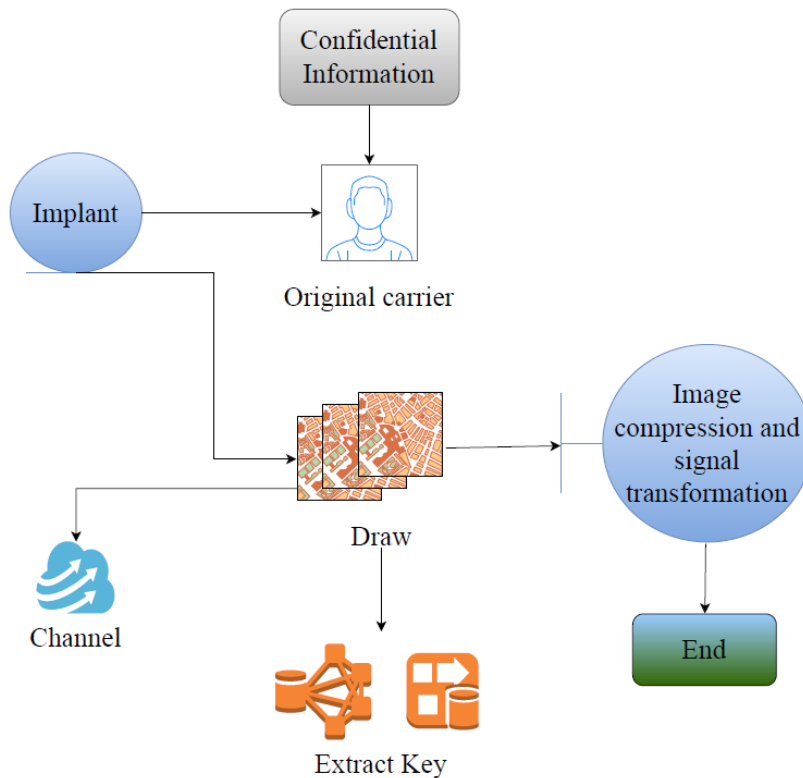 Confidential
Information
Implant
Original carrier
Image
compression and
signal
transformation
Draw
Channel
End
Extract Key